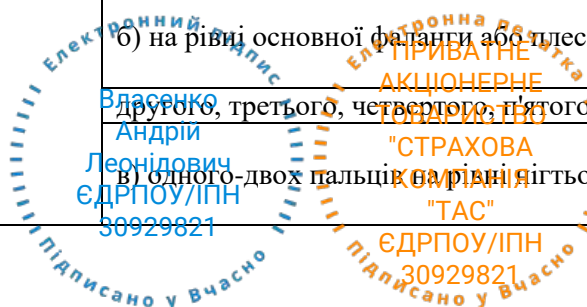 б) на рівні основної фаланги або плес
другого, третього, четвертого, п'ятого
в) одного-двох пальців на рівні нігтьо
Електронний підпис
Власенко
Андрій
Леонідович
ЄДРПОУ/ІПН
30929821
Підписано у Вчасно
Електронна печатка
ПРИВАТНЕ
АКЦІОНЕРНЕ
ТОВАРИСТВО
"СТРАХОВА
КОМПАНІЯ
"ТАС"
ЄДРПОУ/ІПН
30929821
Підписано у Вчасно